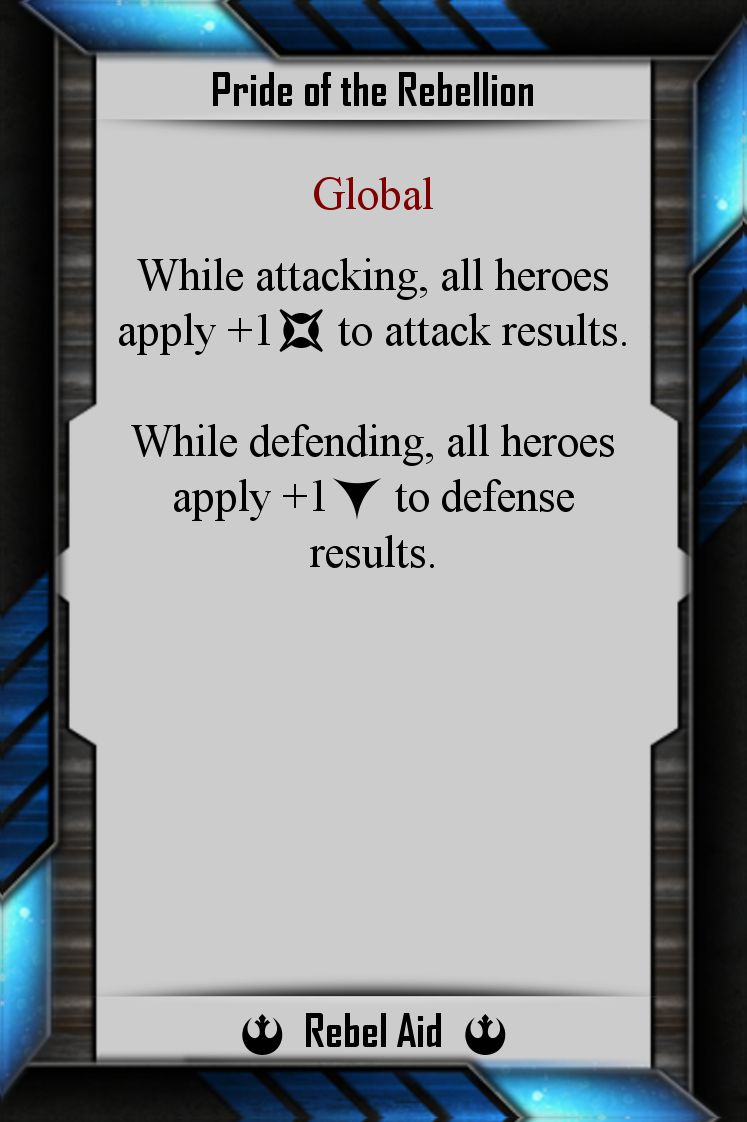 Pride of the Rebellion
Global
While attacking, all heroes
apply +1 to attack results.
While defending, all heroes
apply +1 to defense
results.
Rebel Aid